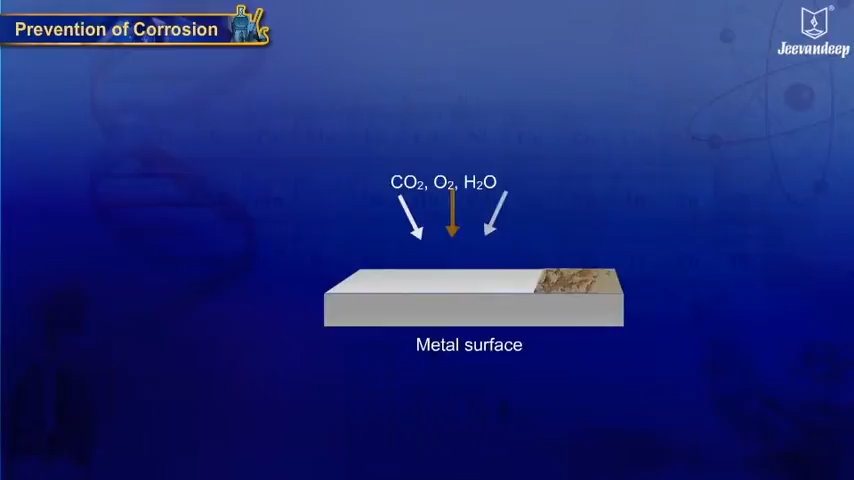 Prevention of Corrosion
Jeevandeep
CO₂, O₂, H₂O
Metal surface